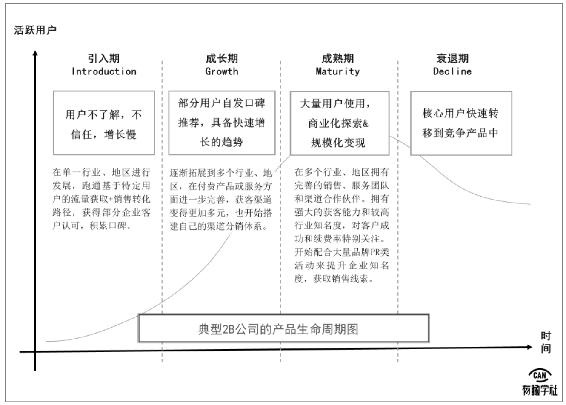 活跃用户
引入期
Introduction
成长期
Growth
成熟期
Maturity
衰退期
Decline
用户不了解，不
信任，增长慢
部分用户自发口碑
推荐，具备快速增
长的趋势
大量用户使用，
商业化探索&
规模化变现
核心用户快速转
移到竞争产品中
在单一行业、地区进行
发展，跑通基于特定用
户的流量获取+销售转化
路径，获得部分企业客
户认可，积累口碑。
逐渐拓展到多个行业、地
区，在付费产品或服务方
面进一步完善，获客渠道
变得更加多元，也开始搭
建自己的渠道分销体系。
在多个行业、地区拥有
完善的销售、服务团队
和渠道合作伙伴。拥有
强大的获客能力和较高
行业知名度，对客户成
功和续费率特别关注。
开始配合大量品牌PR类
活动来提升企业知名
度，获取销售线索。
典型2B公司的产品生命周期图
时
间
CAN